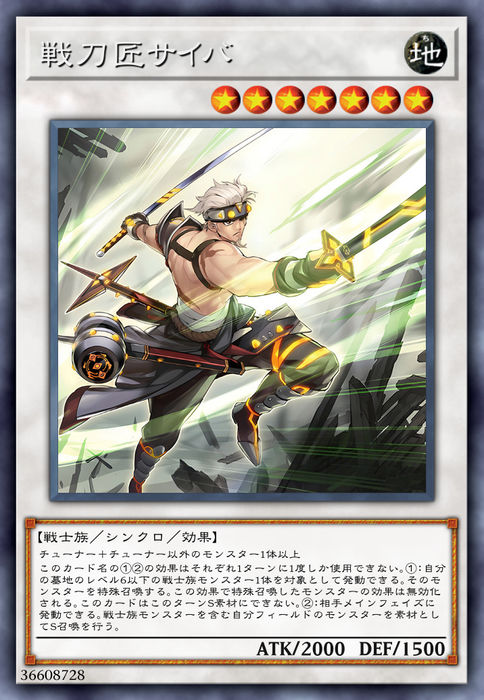 戦刀匠サイバ
ち
地
【戦士族／シンクロ／効果】
チューナー＋チューナー以外のモンスター1体以上
このカード名の①②の効果はそれぞれ1ターンに1度しか使用できない。①：自分
の墓地のレベル6以下の戦士族モンスター1体を対象として発動できる。そのモ
ンスターを特殊召喚する。この効果で特殊召喚したモンスターの効果は無効化
される。このカードはこのターンS素材にできない。②：相手メインフェイズに
発動できる。戦士族モンスターを含む自分フィールドのモンスターを素材とし
てS召喚を行う。
ATK/2000 DEF/1500
36608728